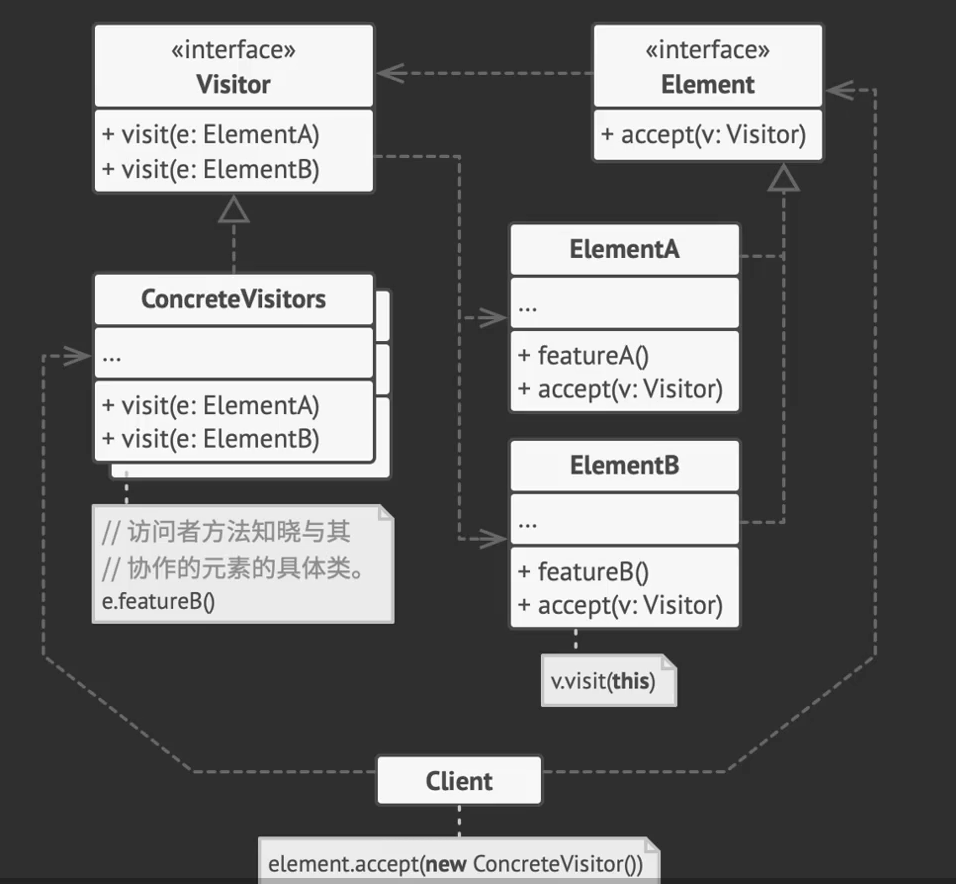 «interface»
Visitor
+ visit(e: ElementA)
+ visit(e: ElementB)
«interface»
Element
+ accept(v: Visitor)
ConcreteVisitors
...
+ visit(e: ElementA)
+ visit(e: ElementB)
// 访问者方法知晓与其
// 协作的元素的具体类。
e.featureB()
ElementA
...
+ featureA()
+ accept(v: Visitor)
ElementB
...
+ featureB()
+ accept(v: Visitor)
v.visit(this)
Client
element.accept(new ConcreteVisitor())